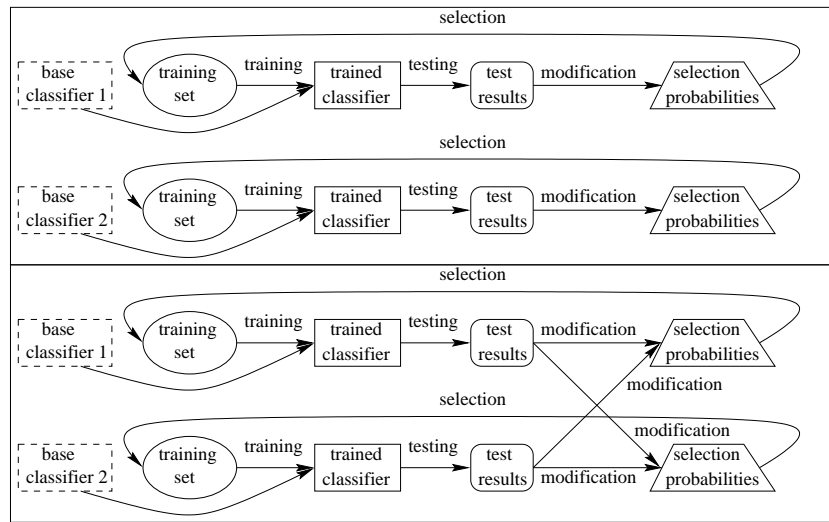 selection
base
classifier 1
training
set
training
trained
classifier
testing
test
results
modification
selection
probabilities
selection
base
classifier 2
training
set
training
trained
classifier
testing
test
results
modification
selection
probabilities
selection
base
classifier 1
training
set
training
trained
classifier
testing
test
results
modification
selection
probabilities
modification
selection
modification
base
classifier 2
training
set
training
trained
classifier
testing
test
results
modification
selection
probabilities